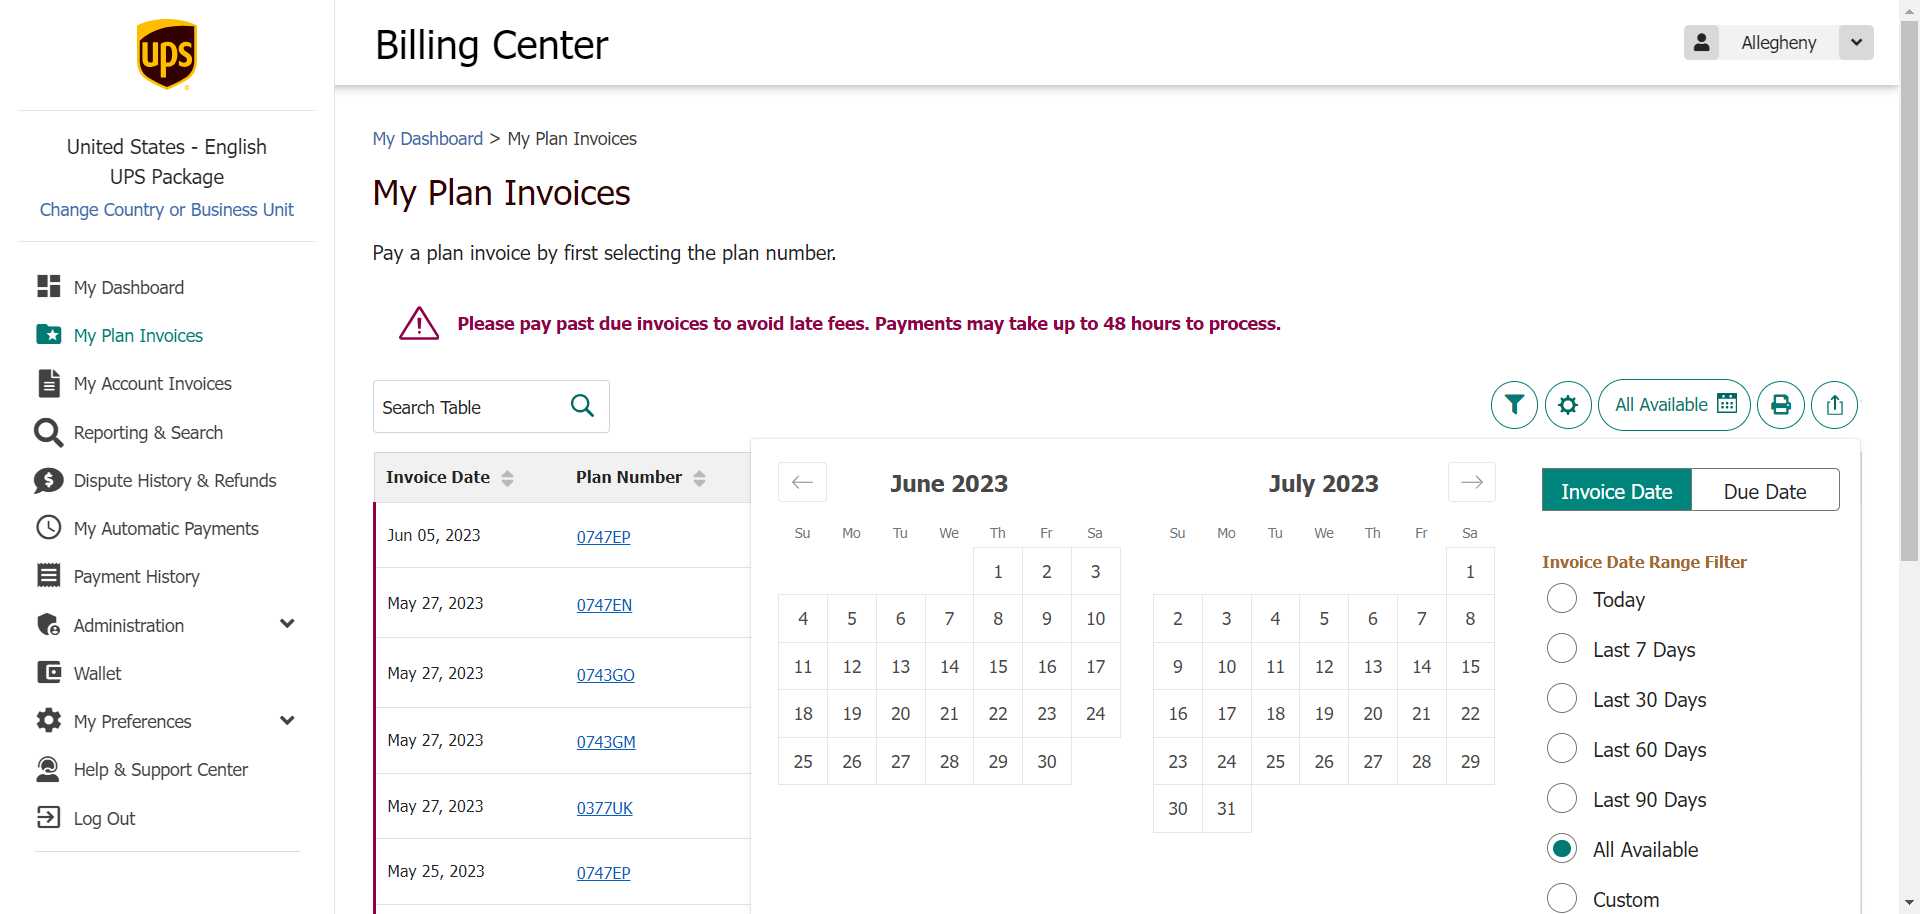 ups
United States - English
UPS Package
Change Country or Business Unit
My Dashboard
My Plan Invoices
My Account Invoices
Reporting & Search
Dispute History & Refunds
My Automatic Payments
Payment History
Administration
Wallet
My Preferences
Help & Support Center
Log Out
Billing Center
Allegheny
My Dashboard > My Plan Invoices
My Plan Invoices
Pay a plan invoice by first selecting the plan number.
Please pay past due invoices to avoid late fees. Payments may take up to 48 hours to process.
Search Table
All Available
Invoice Date Plan Number
Jun 05, 2023 0747EP
May 27, 2023 0747EN
May 27, 2023 0743GO
May 27, 2023 0743GM
May 27, 2023 0377UK
May 25, 2023 0747EP
June 2023
Su Mo Tu We Th Fr Sa
1 2 3
4 5 6 7 8 9 10
11 12 13 14 15 16 17
18 19 20 21 22 23 24
25 26 27 28 29 30
July 2023
Su Mo Tu We Th Fr Sa
1
2 3 4 5 6 7 8
9 10 11 12 13 14 15
16 17 18 19 20 21 22
23 24 25 26 27 28 29
30 31
Invoice Date Due Date
Invoice Date Range Filter
Today
Last 7 Days
Last 30 Days
Last 60 Days
Last 90 Days
All Available
Custom